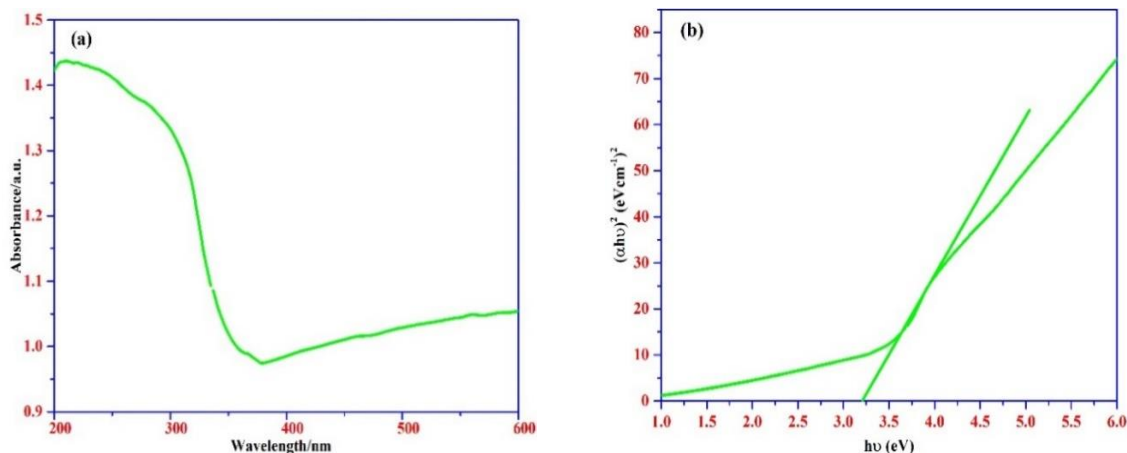 (a)
1.5
1.4
1.3
1.2
1.1
1.0
0.9
Absorbance/a.u.
200 300 400 500 600
Wavelength/nm
(b)
80
70
60
50
40
30
20
10
0
(αhυ)² (eVcm⁻¹)²
1.0 1.5 2.0 2.5 3.0 3.5 4.0 4.5 5.0 5.5 6.0
hυ (eV)